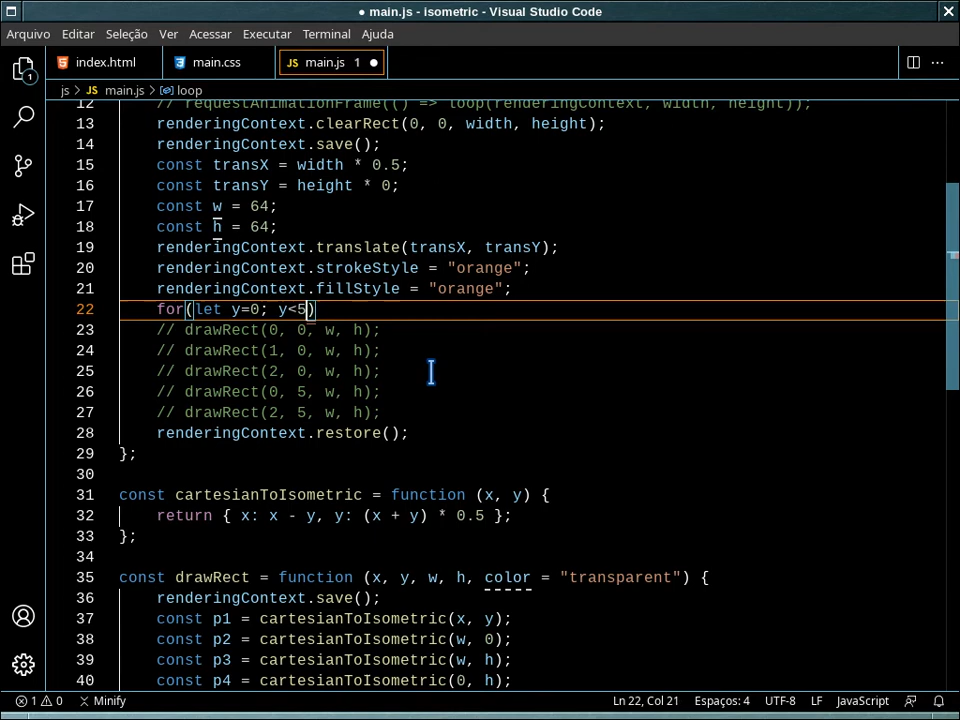 ● main.js - isometric - Visual Studio Code
Arquivo Editar Seleção Ver Acessar Executar Terminal Ajuda
index.html main.css JS main.js 1 ●
js > JS main.js > loop
12 // requestAnimationFrame(() => loop(renderingContext, width, height));
13 renderingContext.clearRect(0, 0, width, height);
14 renderingContext.save();
15 const transX = width * 0.5;
16 const transY = height * 0;
17 const w = 64;
18 const h = 64;
19 renderingContext.translate(transX, transY);
20 renderingContext.strokeStyle = "orange";
21 renderingContext.fillStyle = "orange";
22 for(let y=0; y<5)
23 // drawRect(0, 0, w, h);
24 // drawRect(1, 0, w, h);
25 // drawRect(2, 0, w, h);
26 // drawRect(0, 5, w, h);
27 // drawRect(2, 5, w, h);
28 renderingContext.restore();
29 };
30
31 const cartesianToIsometric = function (x, y) {
32 return { x: x - y, y: (x + y) * 0.5 };
33 };
34
35 const drawRect = function (x, y, w, h, color = "transparent") {
36 renderingContext.save();
37 const p1 = cartesianToIsometric(x, y);
38 const p2 = cartesianToIsometric(w, 0);
39 const p3 = cartesianToIsometric(w, h);
40 const p4 = cartesianToIsometric(0, h);
1
1 0 Minify Ln 22, Col 21 Espaços: 4 UTF-8 LF JavaScript